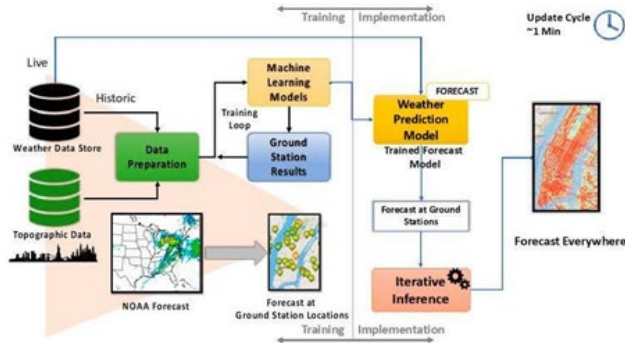 Training
Implementation
Update Cycle
~1 Min
Live
Historic
Weather Data Store
Topographic Data
Data
Preparation
Machine
Learning
Models
Training
Loop
Ground
Station
Results
FORECAST
Weather
Prediction
Model
Trained Forecast
Model
Forecast at Ground
Stations
Iterative
Inference
Forecast Everywhere
NOAA Forecast
Forecast at
Ground Station Locations
Training
Implementation